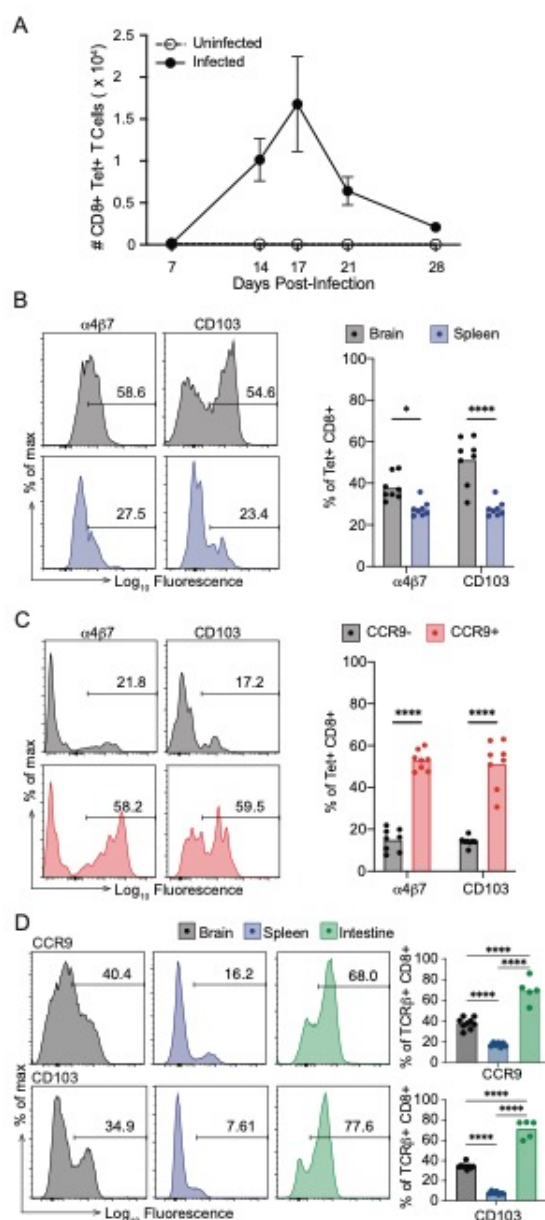 A
Uninfected
Infected
# CD8+ Tet+ T Cells ( x 10⁴)
2.5
2
1.5
1
0.5
0
7 14 17 21 28
Days Post-Infection
B
α4β7 CD103
58.6 54.6
27.5 23.4
% of max
Log₁₀ Fluorescence
Brain Spleen
% of Tet+ CD8+
100
80
60
40
20
0
* ****
α4β7 CD103
C
α4β7 CD103
21.8 17.2
58.2 59.5
% of max
Log₁₀ Fluorescence
CCR9- CCR9+
% of Tet+ CD8+
100
80
60
40
20
0
**** ****
α4β7 CD103
D
Brain Spleen Intestine
CCR9
40.4 16.2 68.0
CD103
34.9 7.61 77.6
% of max
Log₁₀ Fluorescence
% of TCRβ+ CD8+
100
80
60
40
20
0
****
**** ****
CCR9
% of TCRβ+ CD8+
100
80
60
40
20
0
****
****
****
CD103